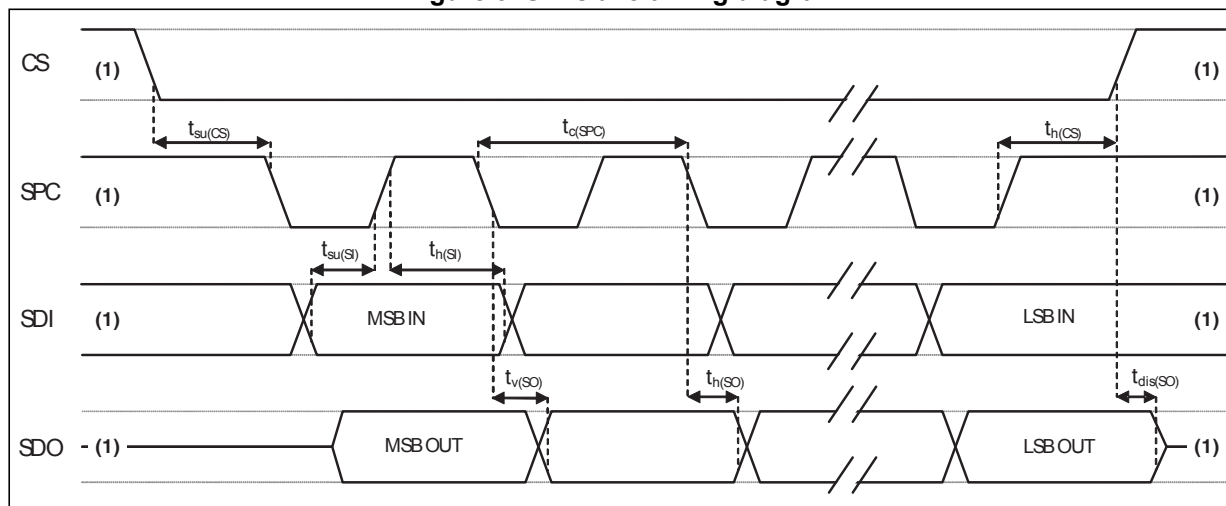 CS (1) (1)
t_su(CS) t_c(SPC) t_h(CS)
SPC (1) (1)
t_su(SI) t_h(SI)
SDI (1) MSB IN LSB IN (1)
t_v(SO) t_h(SO) t_dis(SO)
SDO (1) MSB OUT LSB OUT (1)